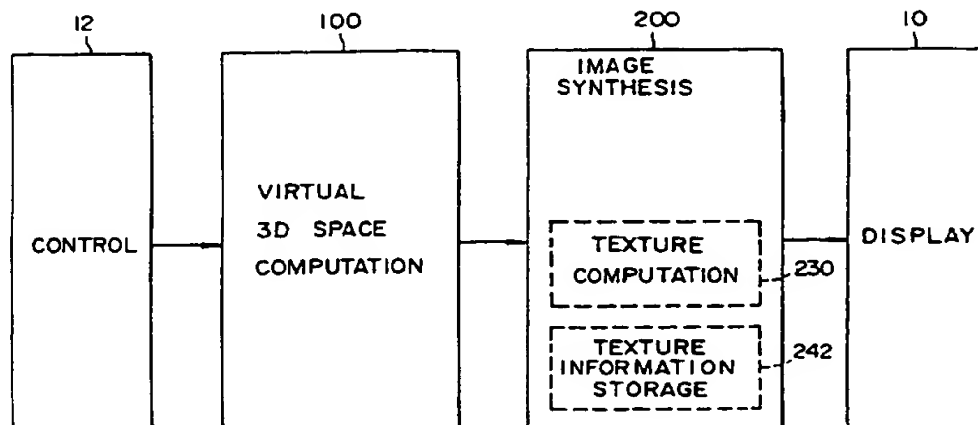 12
100
200
10
CONTROL
VIRTUAL
3D SPACE
COMPUTATION
IMAGE
SYNTHESIS
TEXTURE
COMPUTATION
230
TEXTURE
INFORMATION
STORAGE
242
DISPLAY